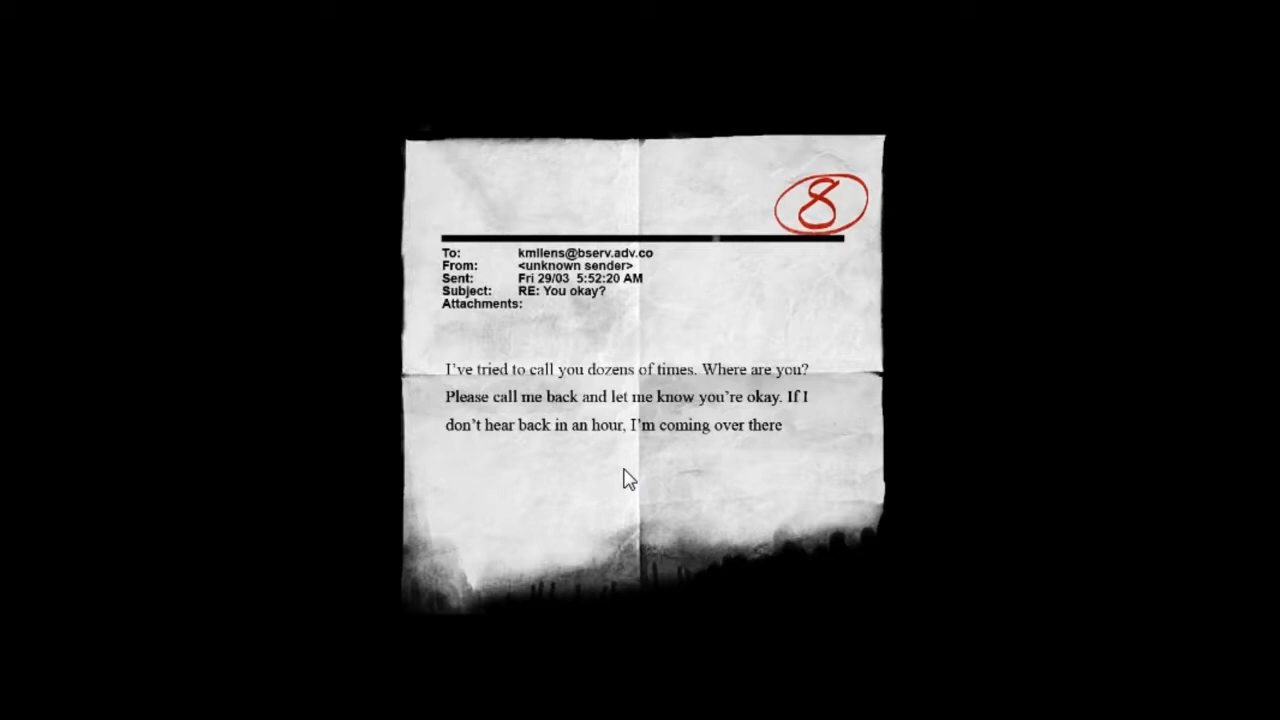 8
To: kmilens@bserv.adv.co
From: <unknown sender>
Sent: Fri 29/03 5:52:20 AM
Subject: RE: You okay?
Attachments:
I've tried to call you dozens of times. Where are you?
Please call me back and let me know you're okay. If I
don't hear back in an hour, I'm coming over there